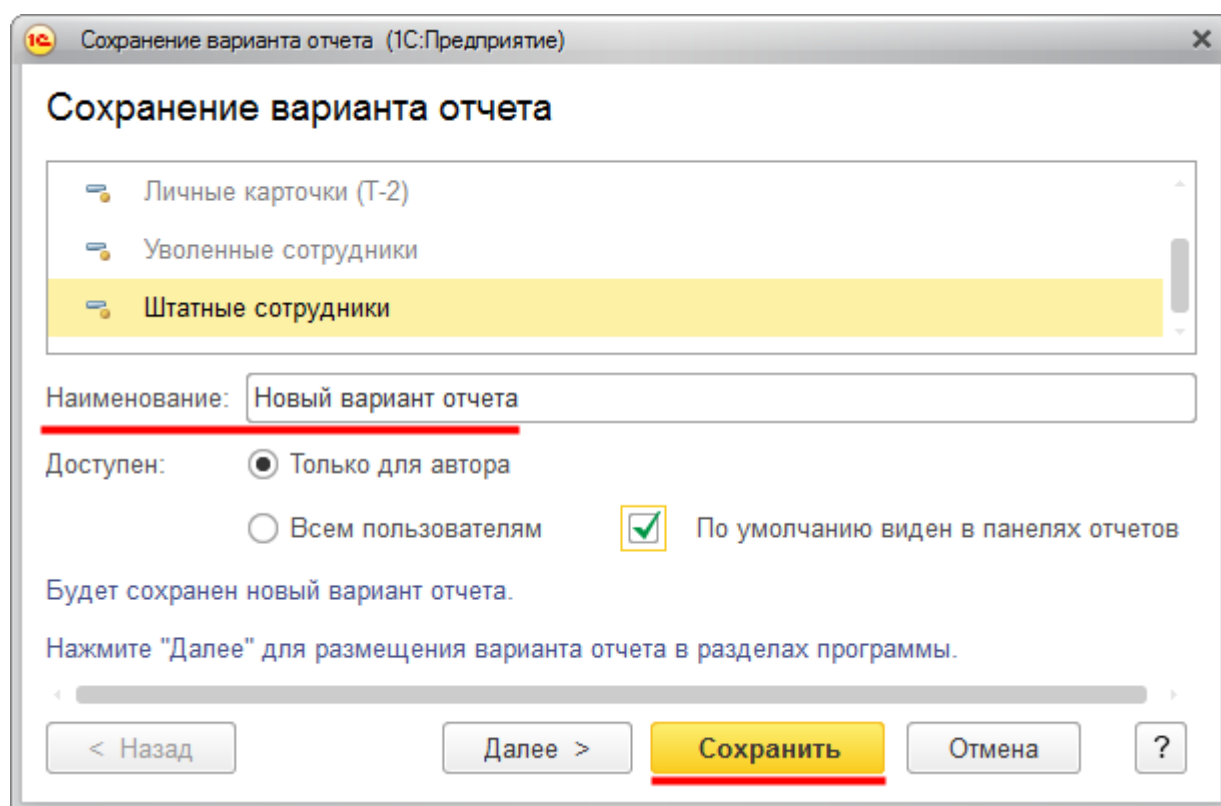 1С Сохранение варианта отчета (1С:Предприятие)
Сохранение варианта отчета
Личные карточки (Т-2)
Уволенные сотрудники
Штатные сотрудники
Наименование: Новый вариант отчета
Доступен: Только для автора
Всем пользователям По умолчанию виден в панелях отчетов
Будет сохранен новый вариант отчета.
Нажмите "Далее" для размещения варианта отчета в разделах программы.
< Назад Далее > Сохранить Отмена ?